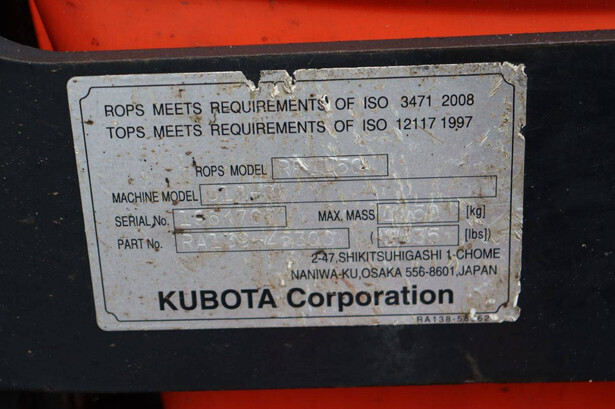 ROPS MEETS REQUIREMENTS OF ISO 3471 2008
TOPS MEETS REQUIREMENTS OF ISO 12117 1997
ROPS MODEL
MACHINE MODEL
SERIAL No. MAX. MASS [kg]
PART No. ( [lbs])
2-47,SHIKITSUHIGASHI 1-CHOME
NANIWA-KU,OSAKA 556-8601,JAPAN
KUBOTA Corporation